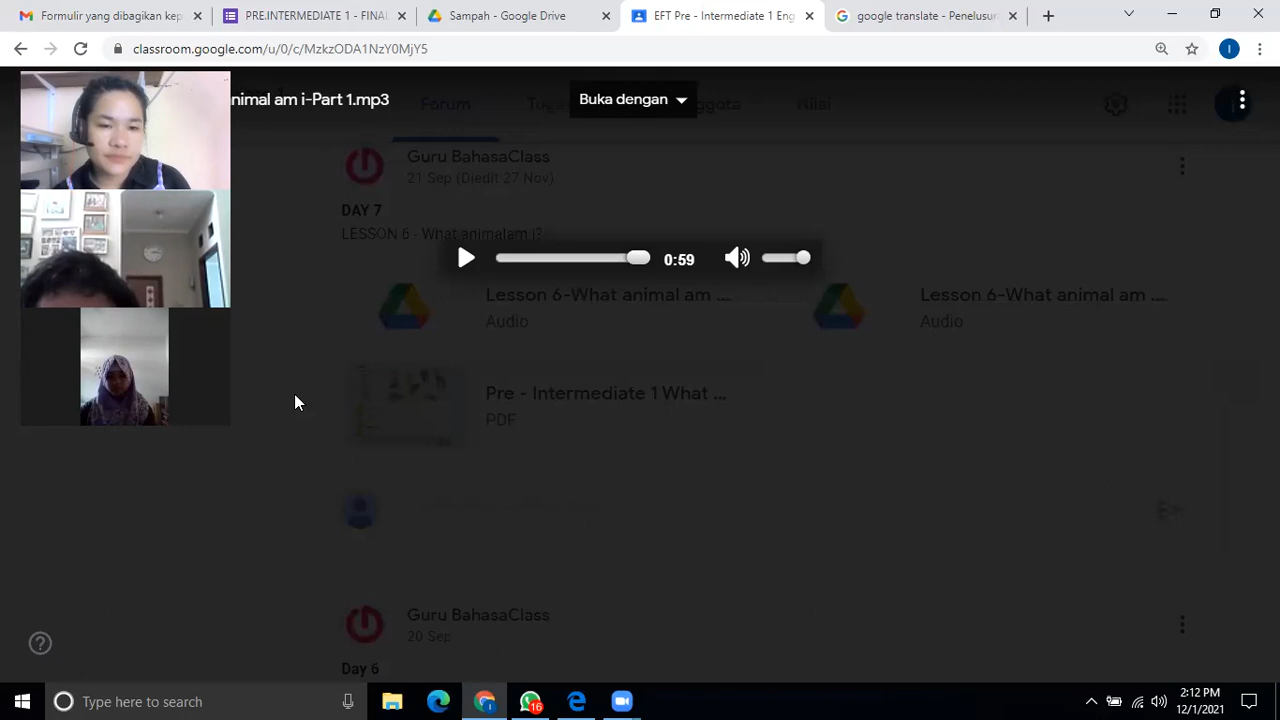 Formulir yang dibagikan kep
PRE.INTERMEDIATE 1 - FINAL
Sampah - Google Drive
EFT Pre - Intermediate 1 Eng
google translate - Penelusur
classroom.google.com/u/0/c/MzkzODA1NzY0MjY5
nimal am i-Part 1.mp3
Buka dengan
Forum
Nilai
Guru BahasaClass
21 Sep (Diedit 27 Nov)
DAY 7
LESSON 6 - What animalam i?
0:59
Lesson 6-What animal am ...
Audio
Lesson 6-What animal am ...
Audio
Pre - Intermediate 1 What ...
PDF
Guru BahasaClass
20 Sep
Day 6
Type here to search
16
2:12 PM
12/1/2021